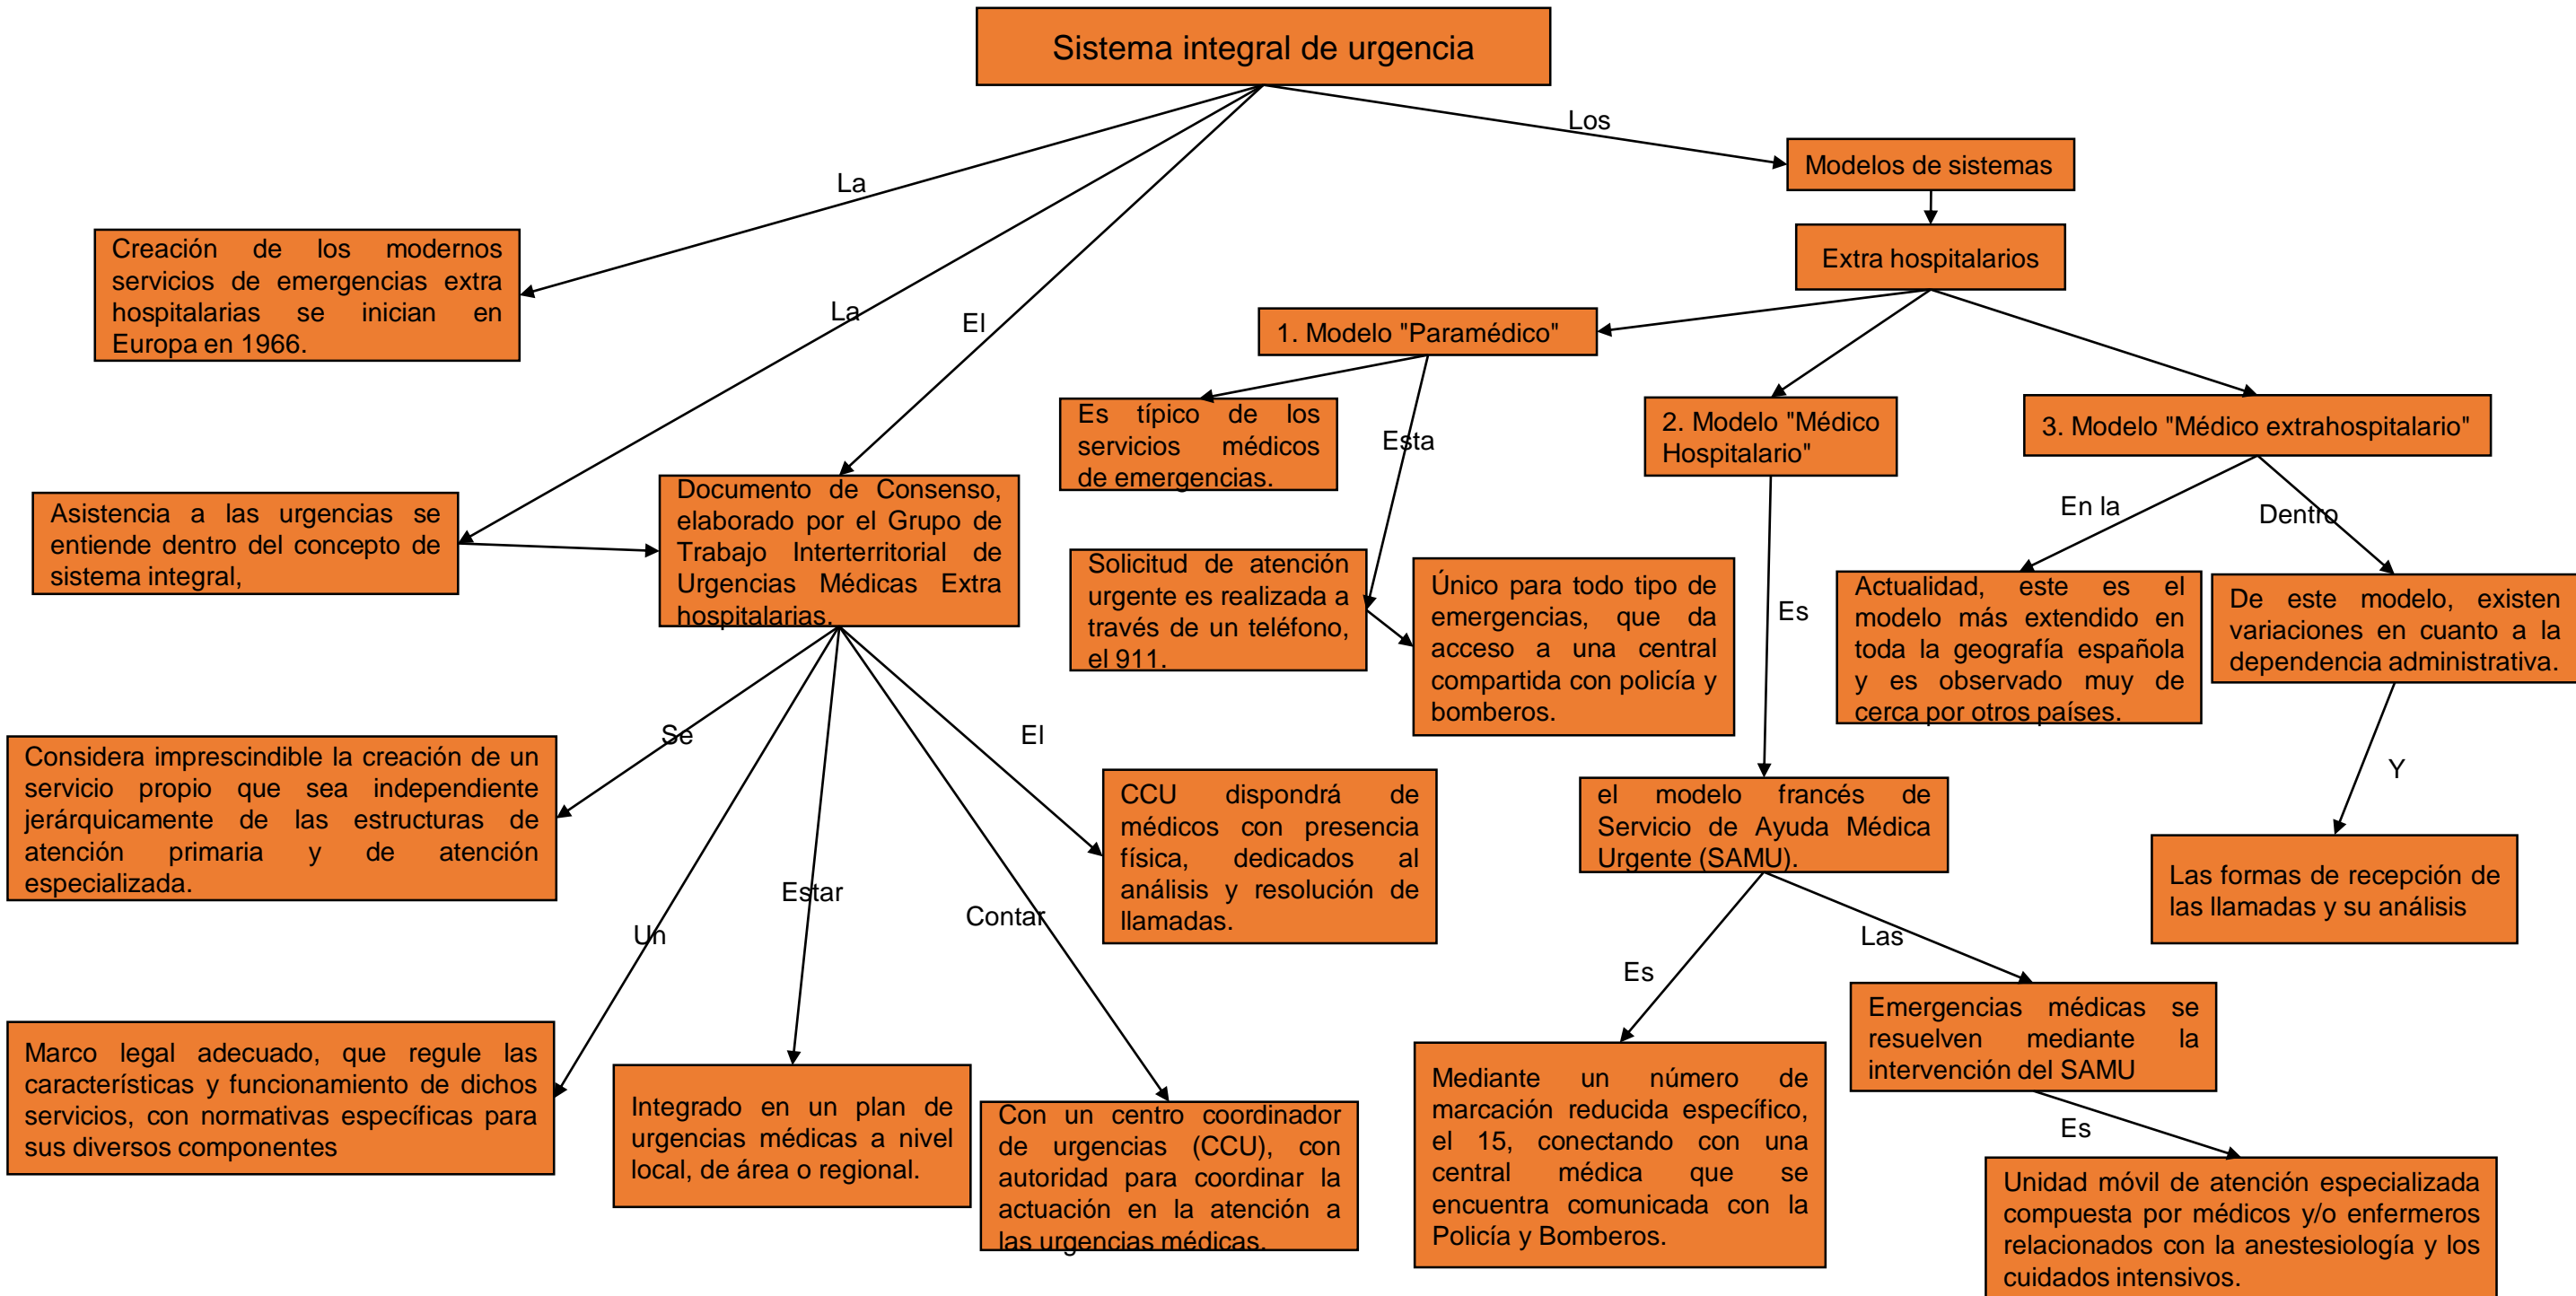 Sistema integral de urgencia
Los
Modelos de sistemas
La
Extra hospitalarios
Creación de los modernos
servicios de emergencias extra
hospitalarias se inician en
Europa en 1966.
La
El
1. Modelo "Paramédico"
Es típico de los
servicios médicos
de emergencias.
Esta
2. Modelo "Médico
Hospitalario"
3. Modelo "Médico extrahospitalario"
Asistencia a las urgencias se
entiende dentro del concepto de
sistema integral,
Documento de Consenso,
elaborado por el Grupo de
Trabajo Interterritorial de
Urgencias Médicas Extra
hospitalarias.
En la
Dentro
Solicitud de atención
urgente es realizada a
través de un teléfono,
el 911.
Único para todo tipo de
emergencias, que da
acceso a una central
compartida con policía y
bomberos.
Es
Actualidad, este es el
modelo más extendido en
toda la geografía española
y es observado muy de
cerca por otros países.
De este modelo, existen
variaciones en cuanto a la
dependencia administrativa.
Se
El
Y
Considera imprescindible la creación de un
servicio propio que sea independiente
jerárquicamente de las estructuras de
atención primaria y de atención
especializada.
CCU dispondrá de
médicos con presencia
física, dedicados al
análisis y resolución de
llamadas.
el modelo francés de
Servicio de Ayuda Médica
Urgente (SAMU).
Las formas de recepción de
las llamadas y su análisis
Un
Estar
Contar
Es
Las
Marco legal adecuado, que regule las
características y funcionamiento de dichos
servicios, con normativas específicas para
sus diversos componentes
Integrado en un plan de
urgencias médicas a nivel
local, de área o regional.
Con un centro coordinador
de urgencias (CCU), con
autoridad para coordinar la
actuación en la atención a
las urgencias médicas.
Mediante un número de
marcación reducida específico,
el 15, conectando con una
central médica que se
encuentra comunicada con la
Policía y Bomberos.
Emergencias médicas se
resuelven mediante la
intervención del SAMU
Es
Unidad móvil de atención especializada
compuesta por médicos y/o enfermeros
relacionados con la anestesiología y los
cuidados intensivos.